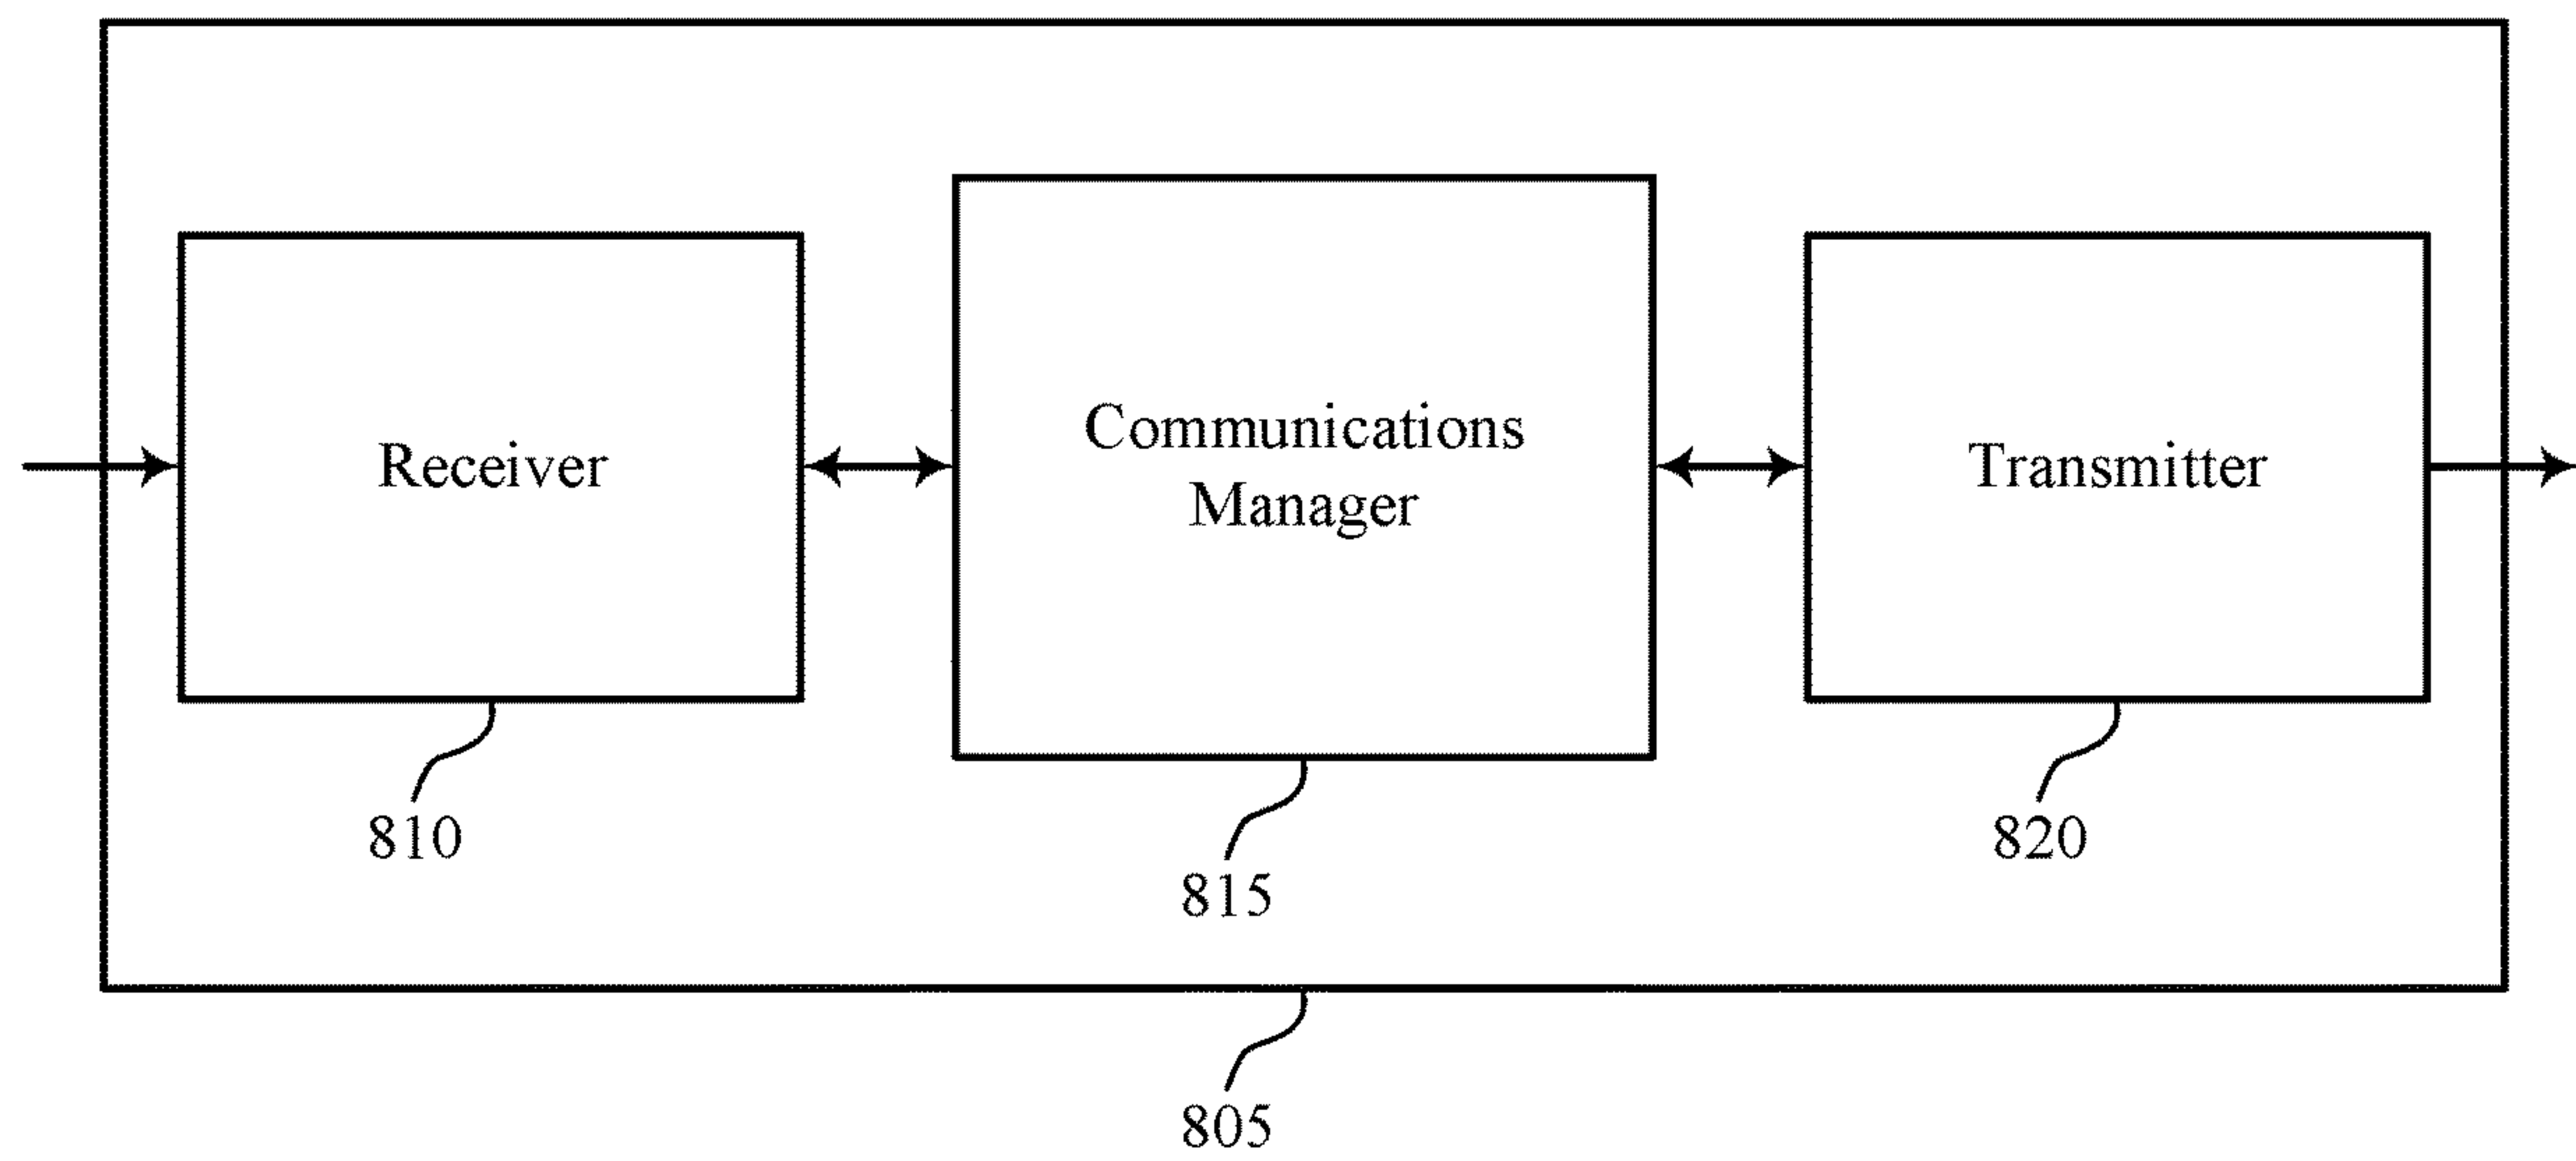 Receiver
Communications
Manager
Transmitter
810
815
820
805